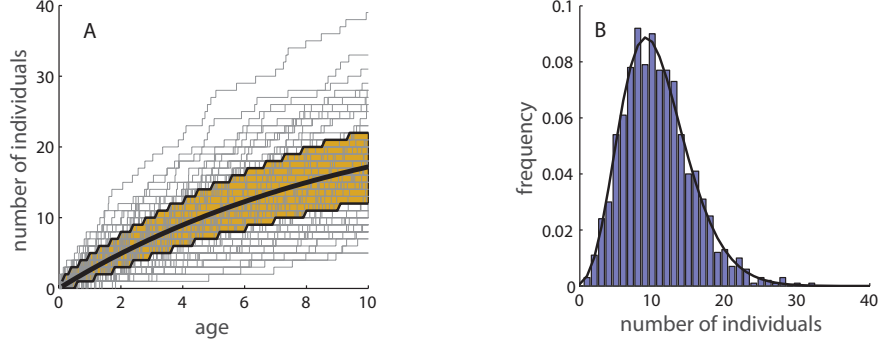 A
number of individuals
40
30
20
10
0
0 2 4 6 8 10
age
B
frequency
0.1
0.08
0.06
0.04
0.02
0
0 10 20 30 40
number of individuals